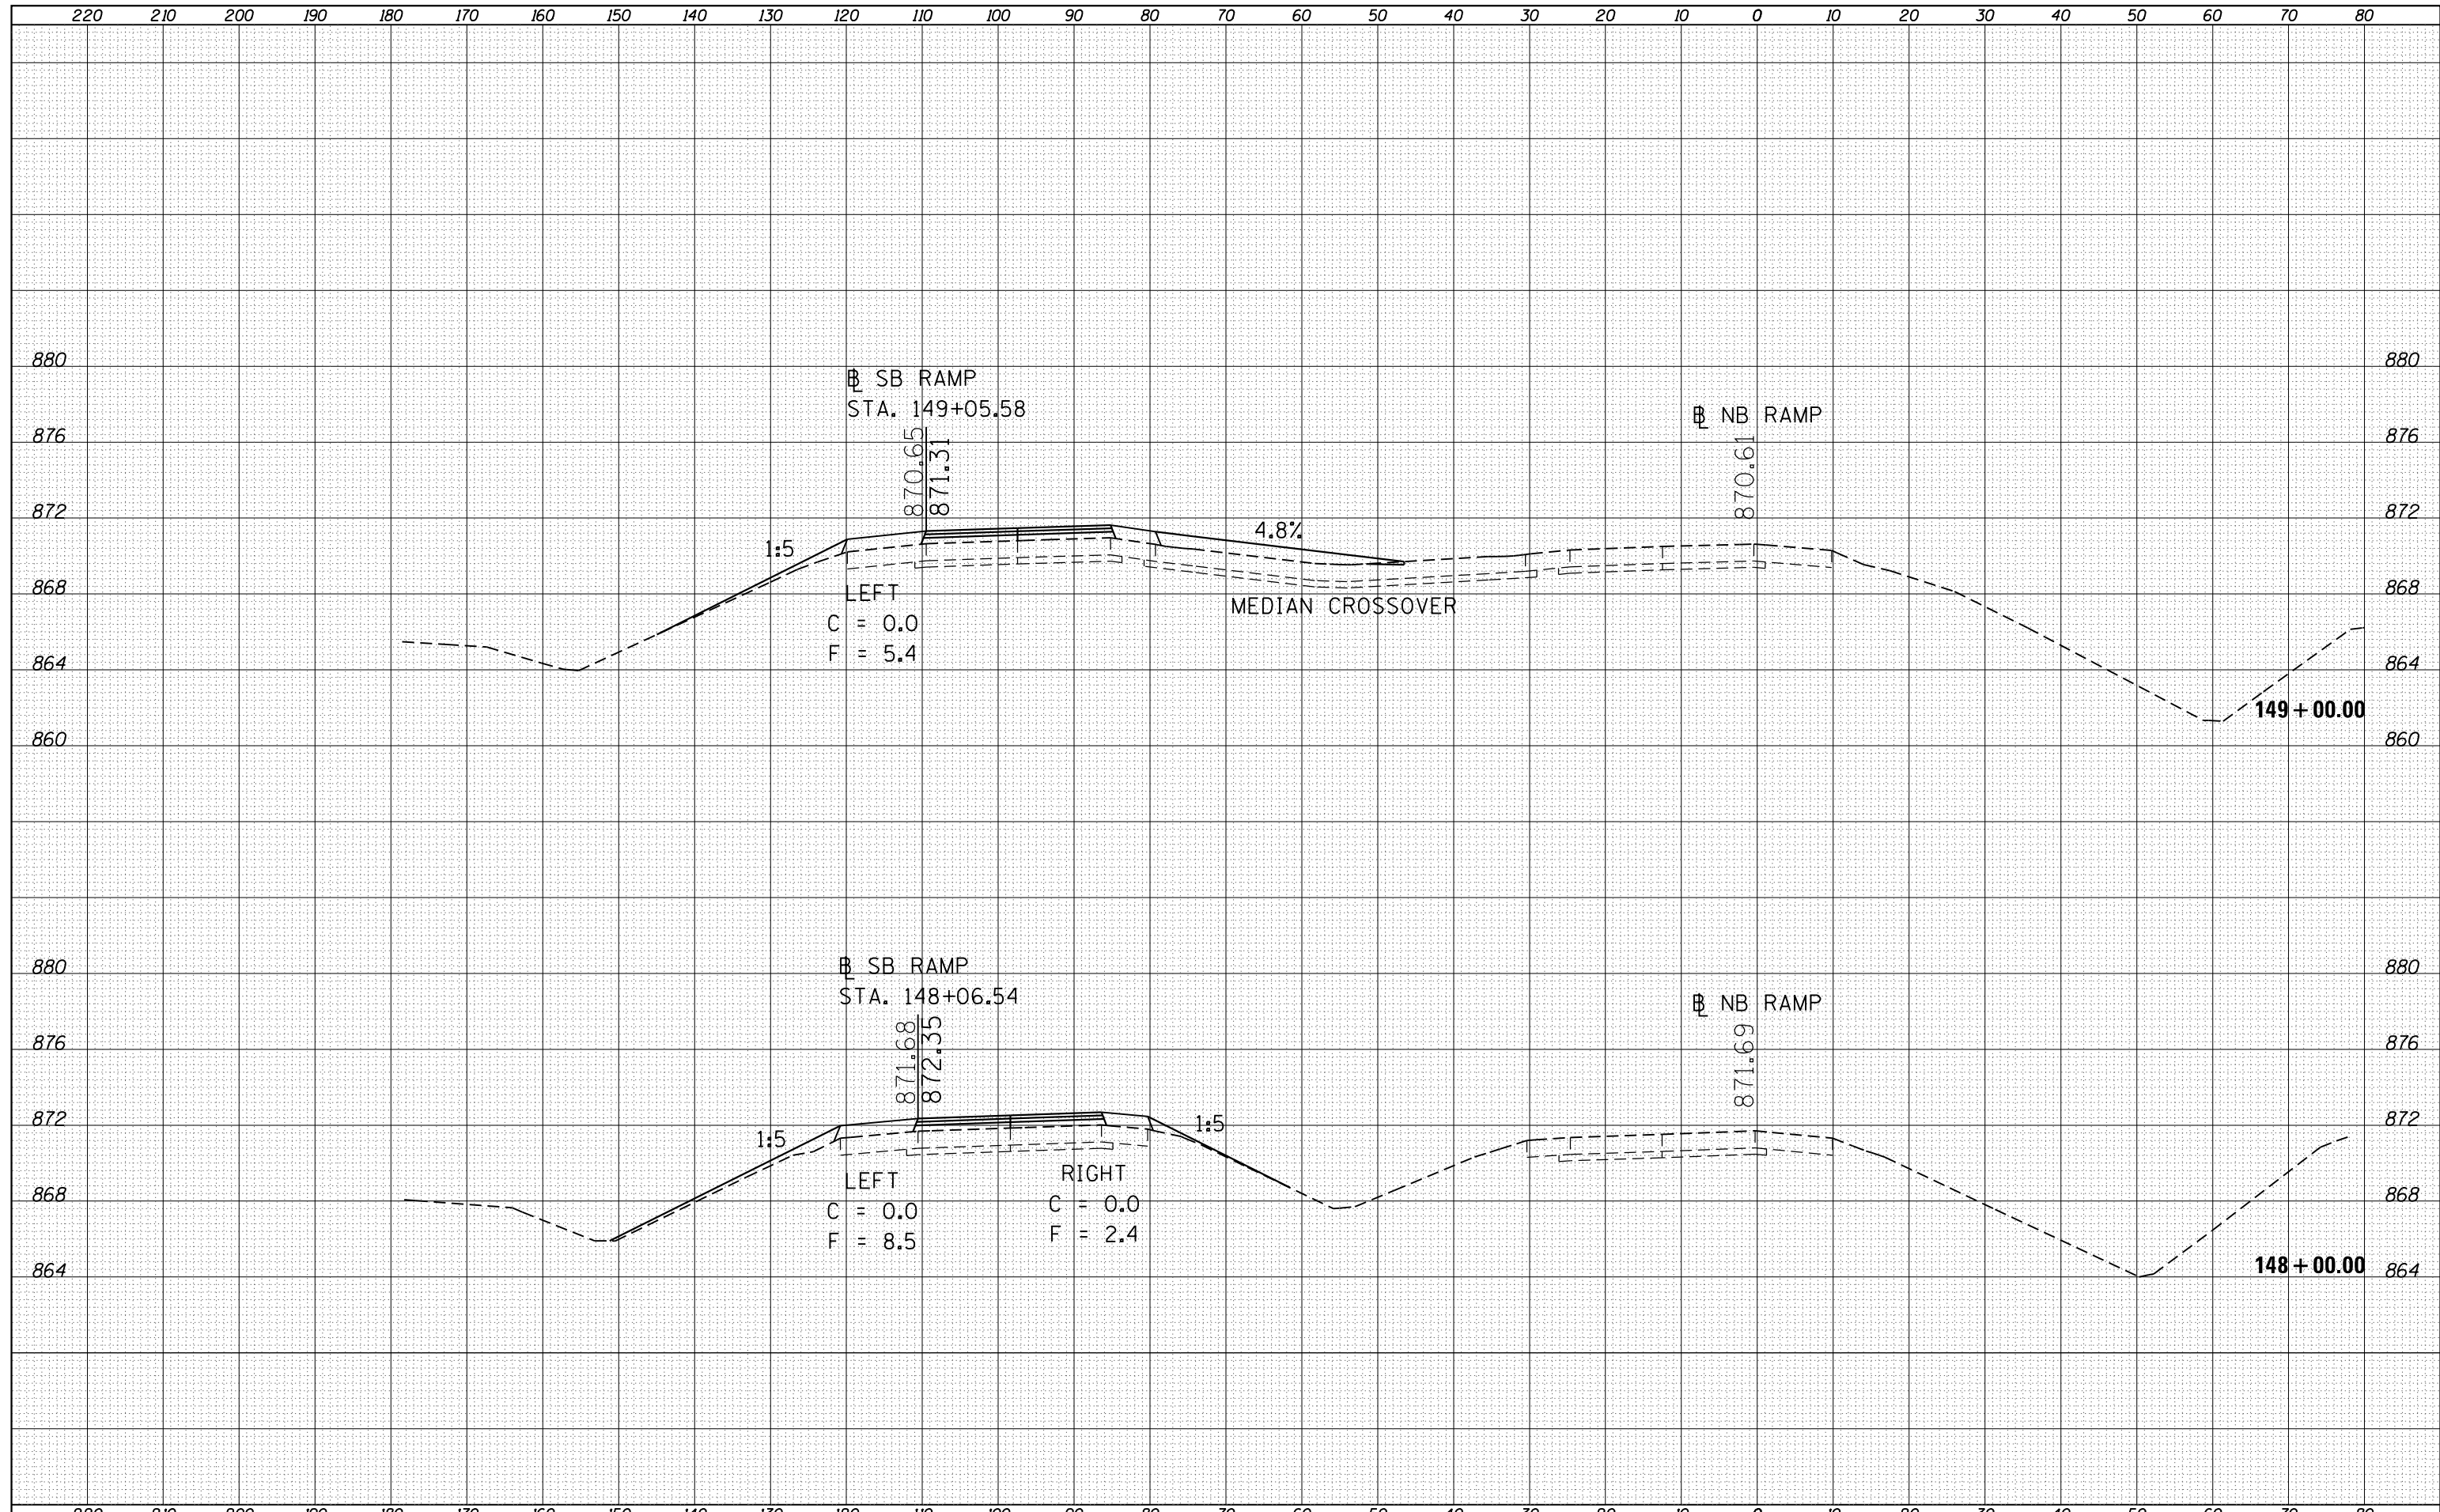 220 210 200 190 180 170 160 150 140 130 120 110 100 90 80 70 60 50 40 30 20 10 0 10 20 30 40 50 60 70 80
880 880
℄ SB RAMP
STA. 149+05.58
℄ NB RAMP
876 876
870.65
871.31
870.61
872 872
4.8%
1:5
868 868
LEFT
MEDIAN CROSSOVER
C = 0.0
F = 5.4
864 864
149+00.00
860 860
880 880
℄ SB RAMP
STA. 148+06.54
℄ NB RAMP
876 876
871.68
872.35
871.69
872 872
1:5 1:5
LEFT RIGHT
868 868
C = 0.0 C = 0.0
F = 8.5 F = 2.4
864 148+00.00 864